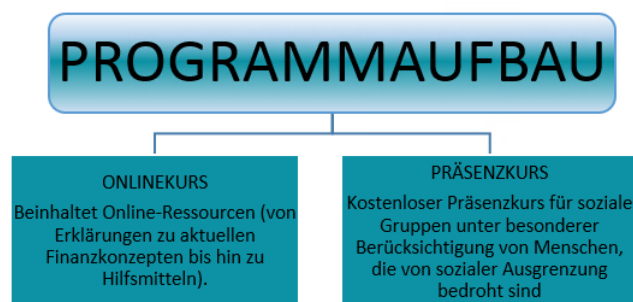 PROGRAMMAUFBAU
ONLINEKURS
Beinhaltet Online-Ressourcen (von
Erklärungen zu aktuellen
Finanzkonzepten bis hin zu
Hilfsmitteln).
PRÄSENZKURS
Kostenloser Präsenzkurs für soziale
Gruppen unter besonderer
Berücksichtigung von Menschen,
die von sozialer Ausgrenzung
bedroht sind